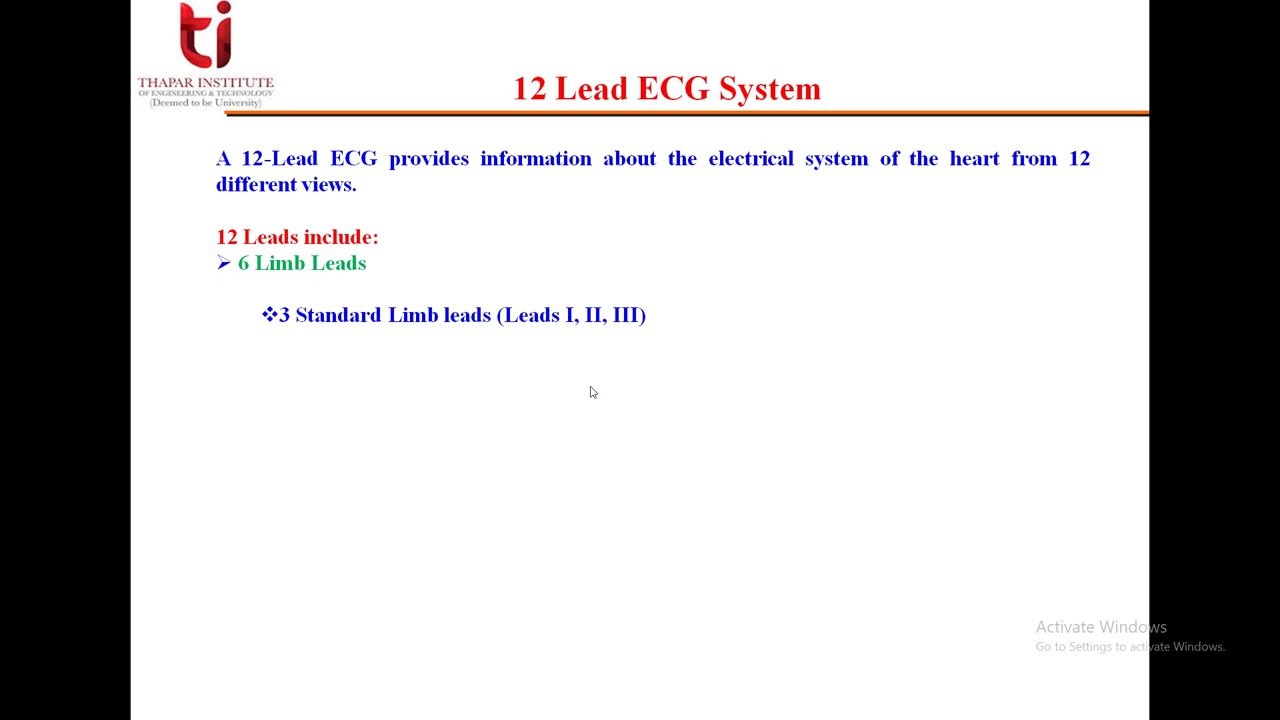 ti
THAPAR INSTITUTE
OF ENGINEERING & TECHNOLOGY
(Deemed to be University)
12 Lead ECG System
A 12-Lead ECG provides information about the electrical system of the heart from 12
different views.
12 Leads include:
➢ 6 Limb Leads
❖3 Standard Limb leads (Leads I, II, III)
Activate Windows
Go to Settings to activate Windows.